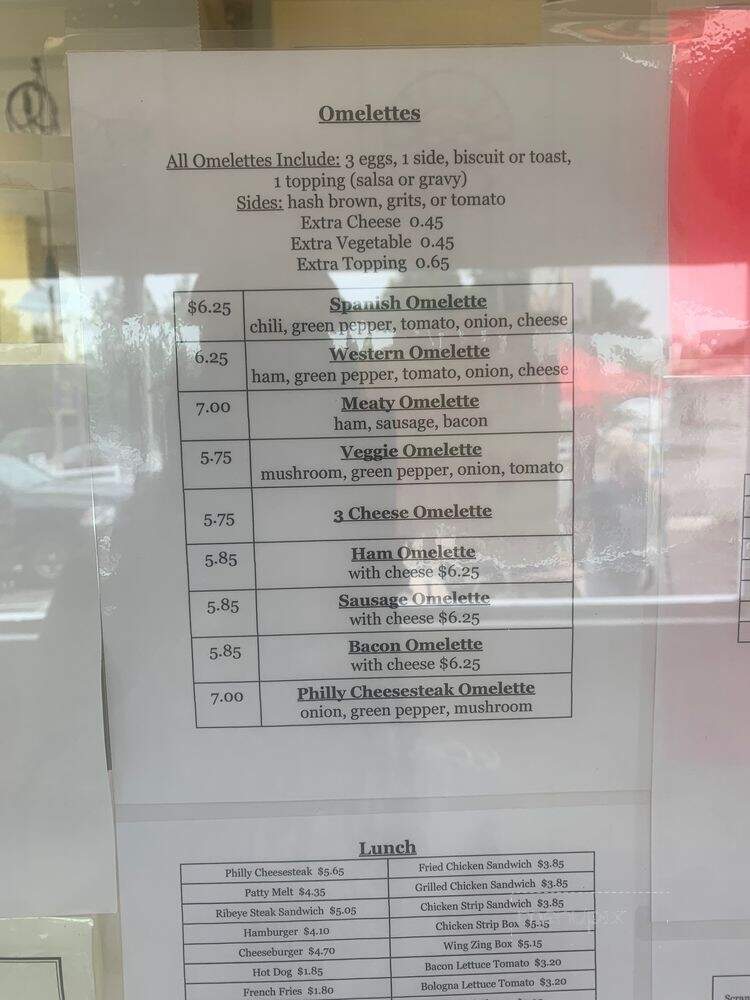 Omelettes
All Omelettes Include: 3 eggs, 1 side, biscuit or toast,
1 topping (salsa or gravy)
Sides: hash brown, grits, or tomato
Extra Cheese 0.45
Extra Vegetable 0.45
Extra Topping 0.65
$6.25 Spanish Omelette
chili, green pepper, tomato, onion, cheese
6.25 Western Omelette
ham, green pepper, tomato, onion, cheese
7.00 Meaty Omelette
ham, sausage, bacon
5.75 Veggie Omelette
mushroom, green pepper, onion, tomato
5.75 3 Cheese Omelette
5.85 Ham Omelette
with cheese $6.25
5.85 Sausage Omelette
with cheese $6.25
5.85 Bacon Omelette
with cheese $6.25
7.00 Philly Cheesesteak Omelette
onion, green pepper, mushroom
Lunch
Philly Cheesesteak $5.65 Fried Chicken Sandwich $3.85
Patty Melt $4.35 Grilled Chicken Sandwich $3.85
Ribeye Steak Sandwich $5.05 Chicken Strip Sandwich $3.85
Hamburger $4.10 Chicken Strip Box $5.15
Cheeseburger $4.70 Wing Zing Box $5.15
Hot Dog $1.85 Bacon Lettuce Tomato $3.20
French Fries $1.80 Bologna Lettuce Tomato $3.20